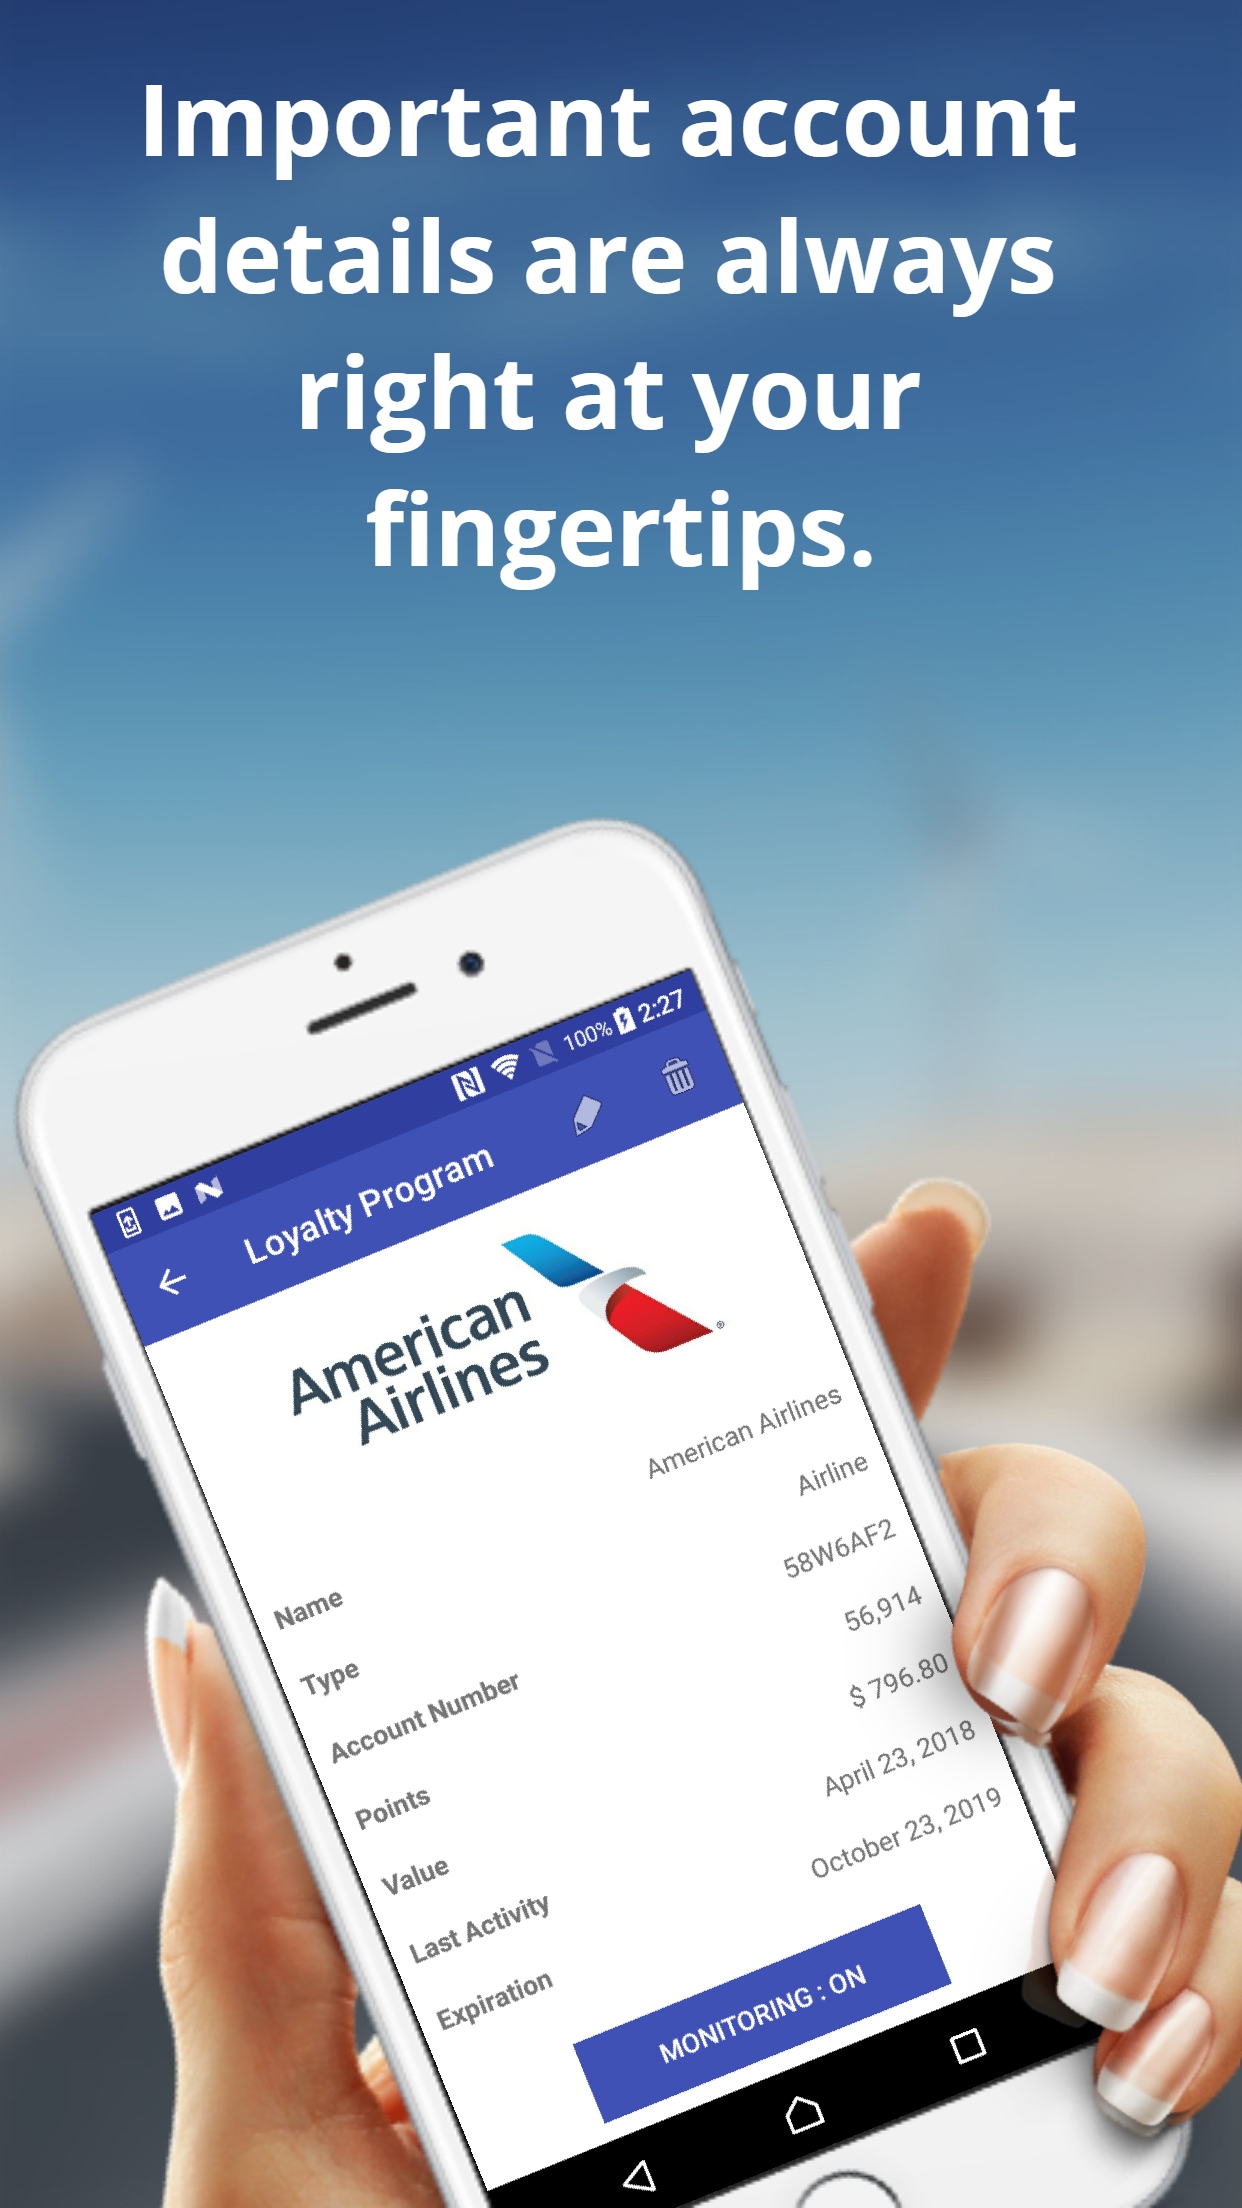 Important account
details are always
right at your
fingertips.
100% 2:27
Loyalty Program
American
Airlines
®
Name American Airlines
Type Airline
Account Number 58W6AF2
Points 56,914
Value $ 796.80
Last Activity April 23, 2018
Expiration October 23, 2019
MONITORING : ON